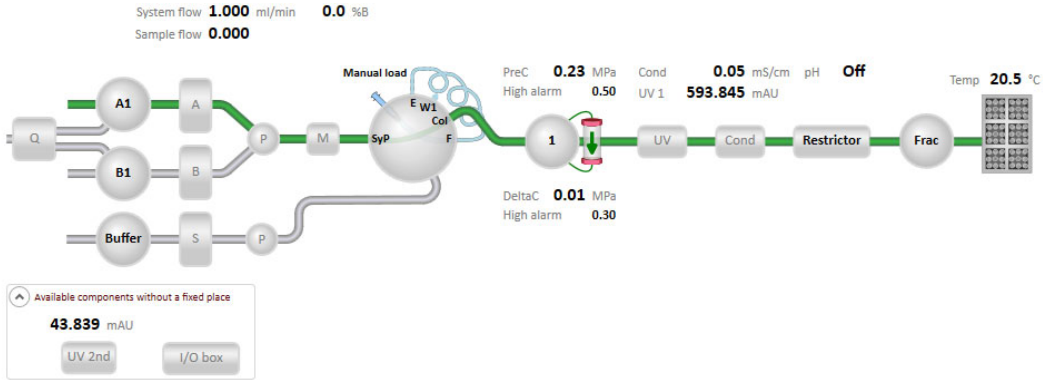 System flow 1.000 ml/min 0.0 %B
Sample flow 0.000
Manual load
PreC 0.23 MPa Cond 0.05 mS/cm pH Off
High alarm 0.50 UV 1 593.845 mAU
Temp 20.5 °C
A1 A
E W1
Col
Q P M SyP F 1 UV Cond Restrictor Frac
B1 B
DeltaC 0.01 MPa
High alarm 0.30
Buffer S P
Available components without a fixed place
43.839 mAU
UV 2nd I/O box